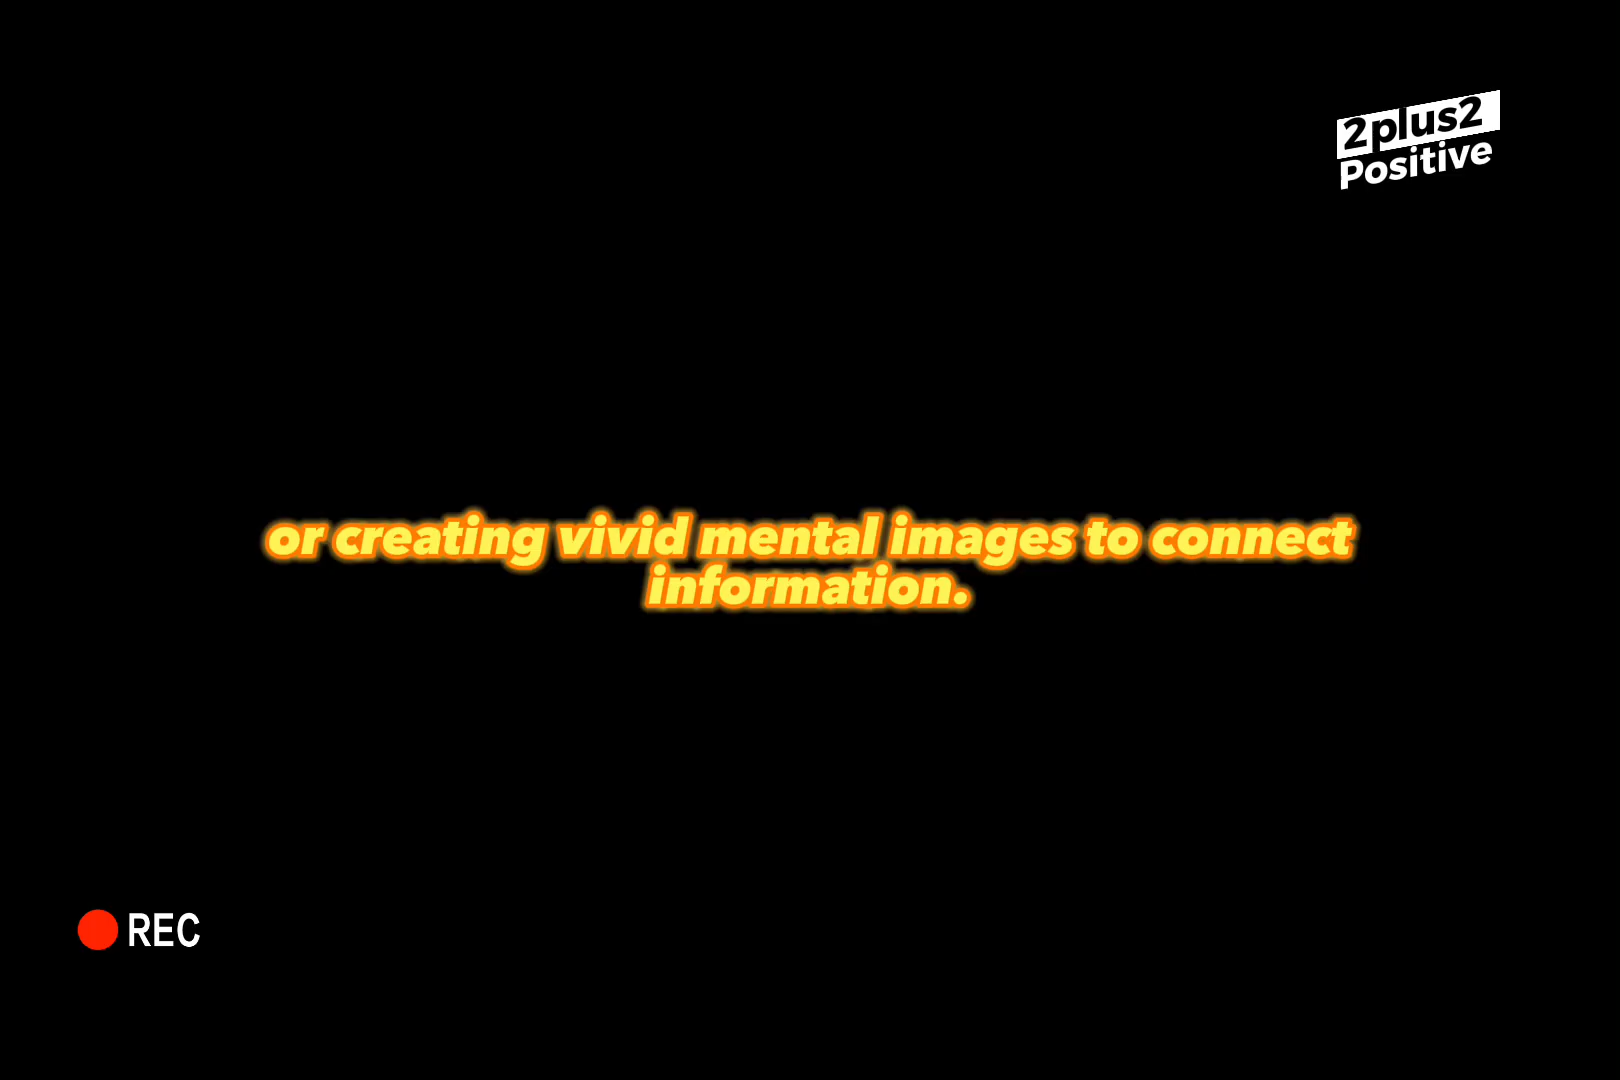 2plus2
Positive
or creating vivid mental images to connect
information.
REC